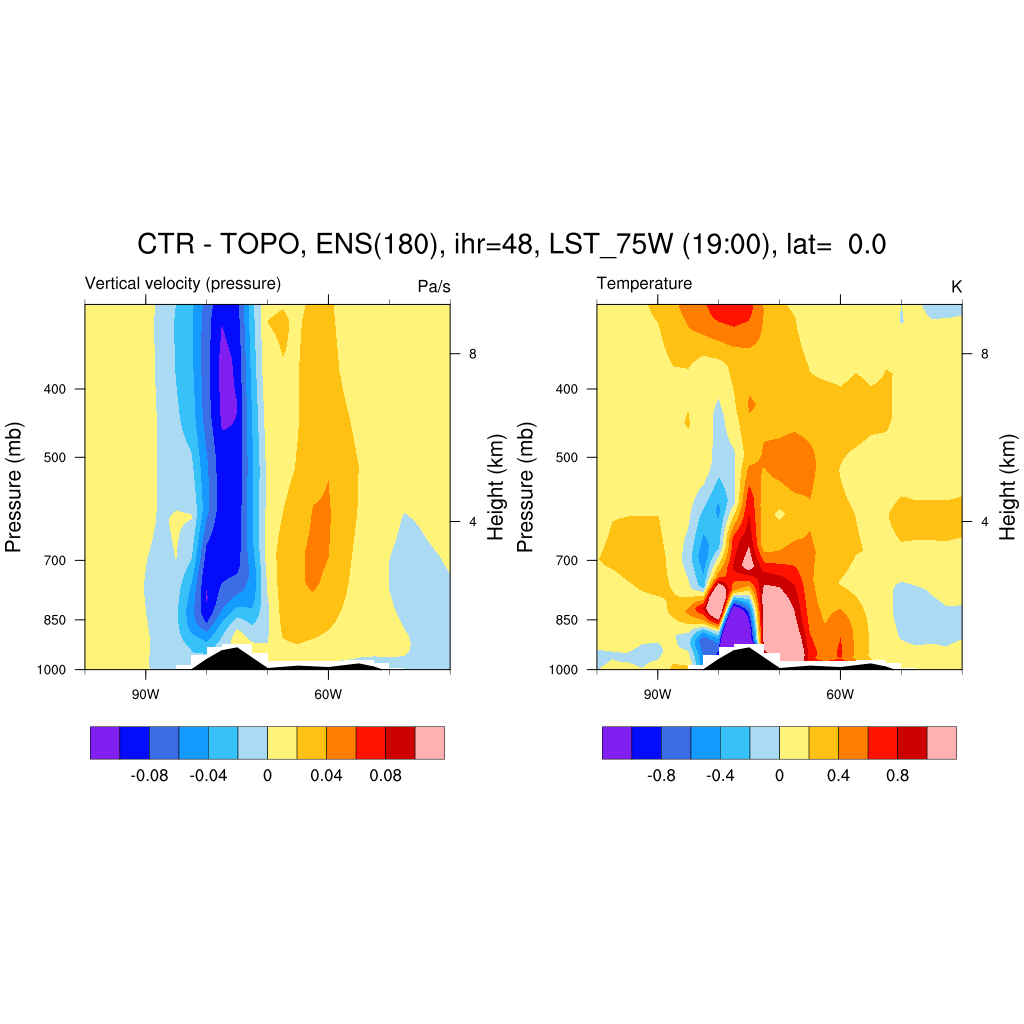 CTR - TOPO, ENS(180), ihr=48, LST_75W (19:00), lat=  0.0
Vertical velocity (pressure)
Pa/s
Pressure (mb)
400
500
700
850
1000
90W
60W
8
4
Height (km)
-0.08
-0.04
0
0.04
0.08
Temperature
K
Pressure (mb)
400
500
700
850
1000
90W
60W
8
4
Height (km)
-0.8
-0.4
0
0.4
0.8